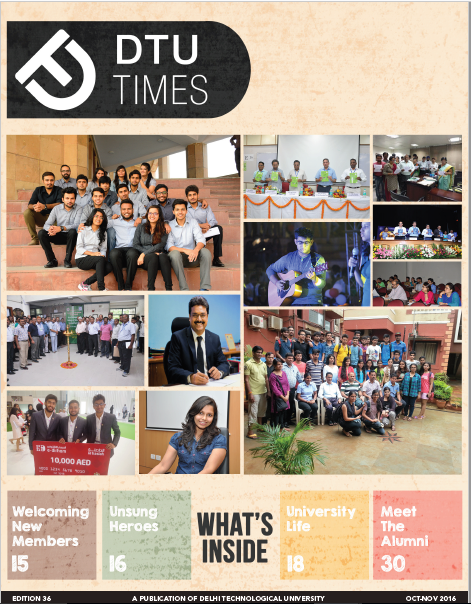 DTU
TIMES
10,000 AED
Welcoming
New
Members
15
Unsung
Heroes
16
WHAT'S
INSIDE
University
Life
18
Meet
The
Alumni
30
EDITION 36
A PUBLICATION OF DELHI TECHNOLOGICAL UNIVERSITY
OCT-NOV 2016